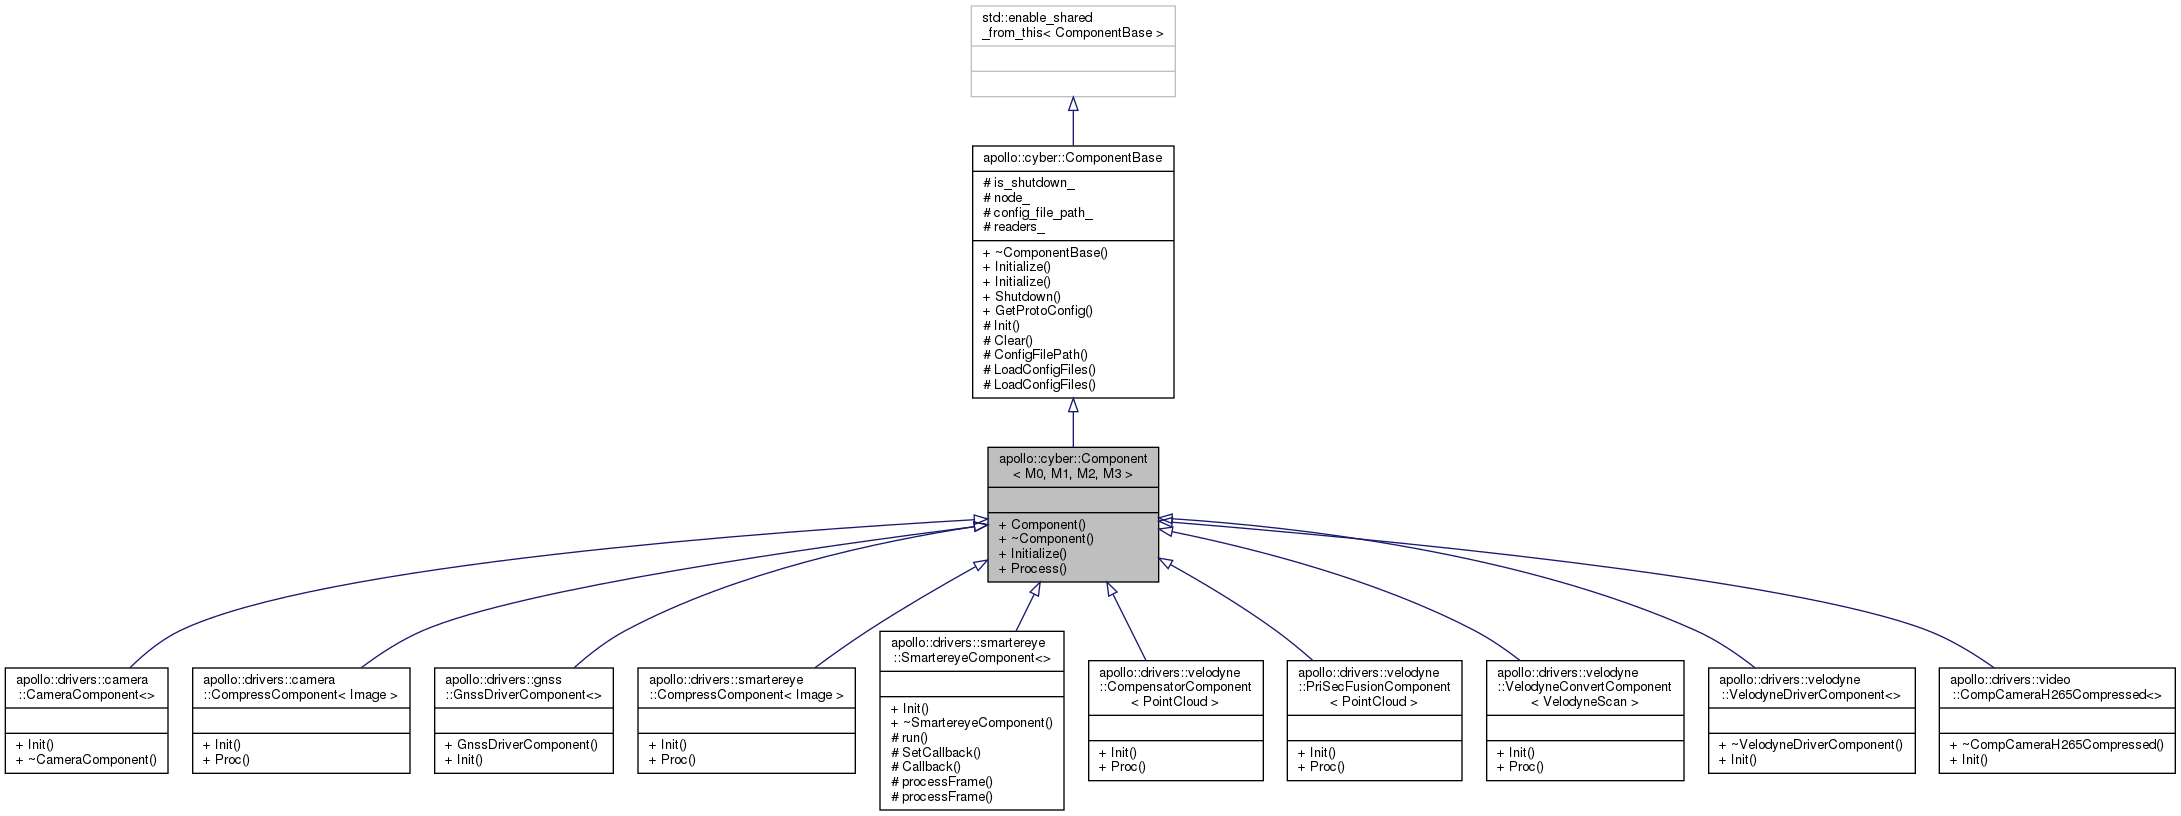 std::enable_shared
_from_this< ComponentBase >
apollo::cyber::ComponentBase
# is_shutdown_
# node_
# config_file_path_
# readers_
+ ~ComponentBase()
+ Initialize()
+ Initialize()
+ Shutdown()
+ GetProtoConfig()
# Init()
# Clear()
# ConfigFilePath()
# LoadConfigFiles()
# LoadConfigFiles()
apollo::cyber::Component
< M0, M1, M2, M3 >
+ Component()
+ ~Component()
+ Initialize()
+ Process()
apollo::drivers::camera
::CameraComponent<>
+ Init()
+ ~CameraComponent()
apollo::drivers::camera
::CompressComponent< Image >
+ Init()
+ Proc()
apollo::drivers::gnss
::GnssDriverComponent<>
+ GnssDriverComponent()
+ Init()
apollo::drivers::smartereye
::CompressComponent< Image >
+ Init()
+ Proc()
apollo::drivers::smartereye
::SmartereyeComponent<>
+ Init()
+ ~SmartereyeComponent()
# run()
# SetCallback()
# Callback()
# processFrame()
# processFrame()
apollo::drivers::velodyne
::CompensatorComponent
< PointCloud >
+ Init()
+ Proc()
apollo::drivers::velodyne
::PriSecFusionComponent
< PointCloud >
+ Init()
+ Proc()
apollo::drivers::velodyne
::VelodyneConvertComponent
< VelodyneScan >
+ Init()
+ Proc()
apollo::drivers::velodyne
::VelodyneDriverComponent<>
+ ~VelodyneDriverComponent()
+ Init()
apollo::drivers::video
::CompCameraH265Compressed<>
+ ~CompCameraH265Compressed()
+ Init()